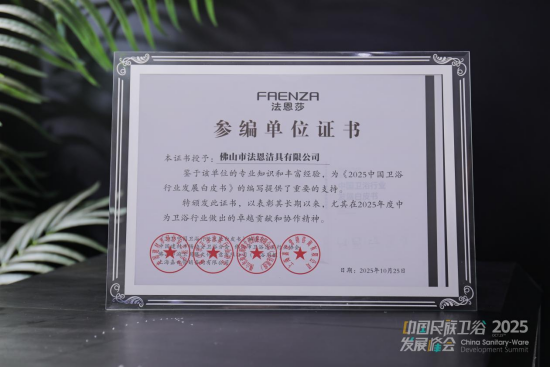 FAENZA
法恩莎
参编单位证书
本证书授予：佛山市法恩洁具有限公司
鉴于该单位的专业知识和丰富经验，为《2025中国卫浴
行业发展白皮书》的编写提供了重要的支持。
特颁发此证书，以表彰其长期以来，尤其在2025年度中
为卫浴行业做出的卓越贡献和协作精神。
日期：2025年10月25日
中国民族卫浴 2025
发展峰会 China Sanitary-Ware
Development Summit